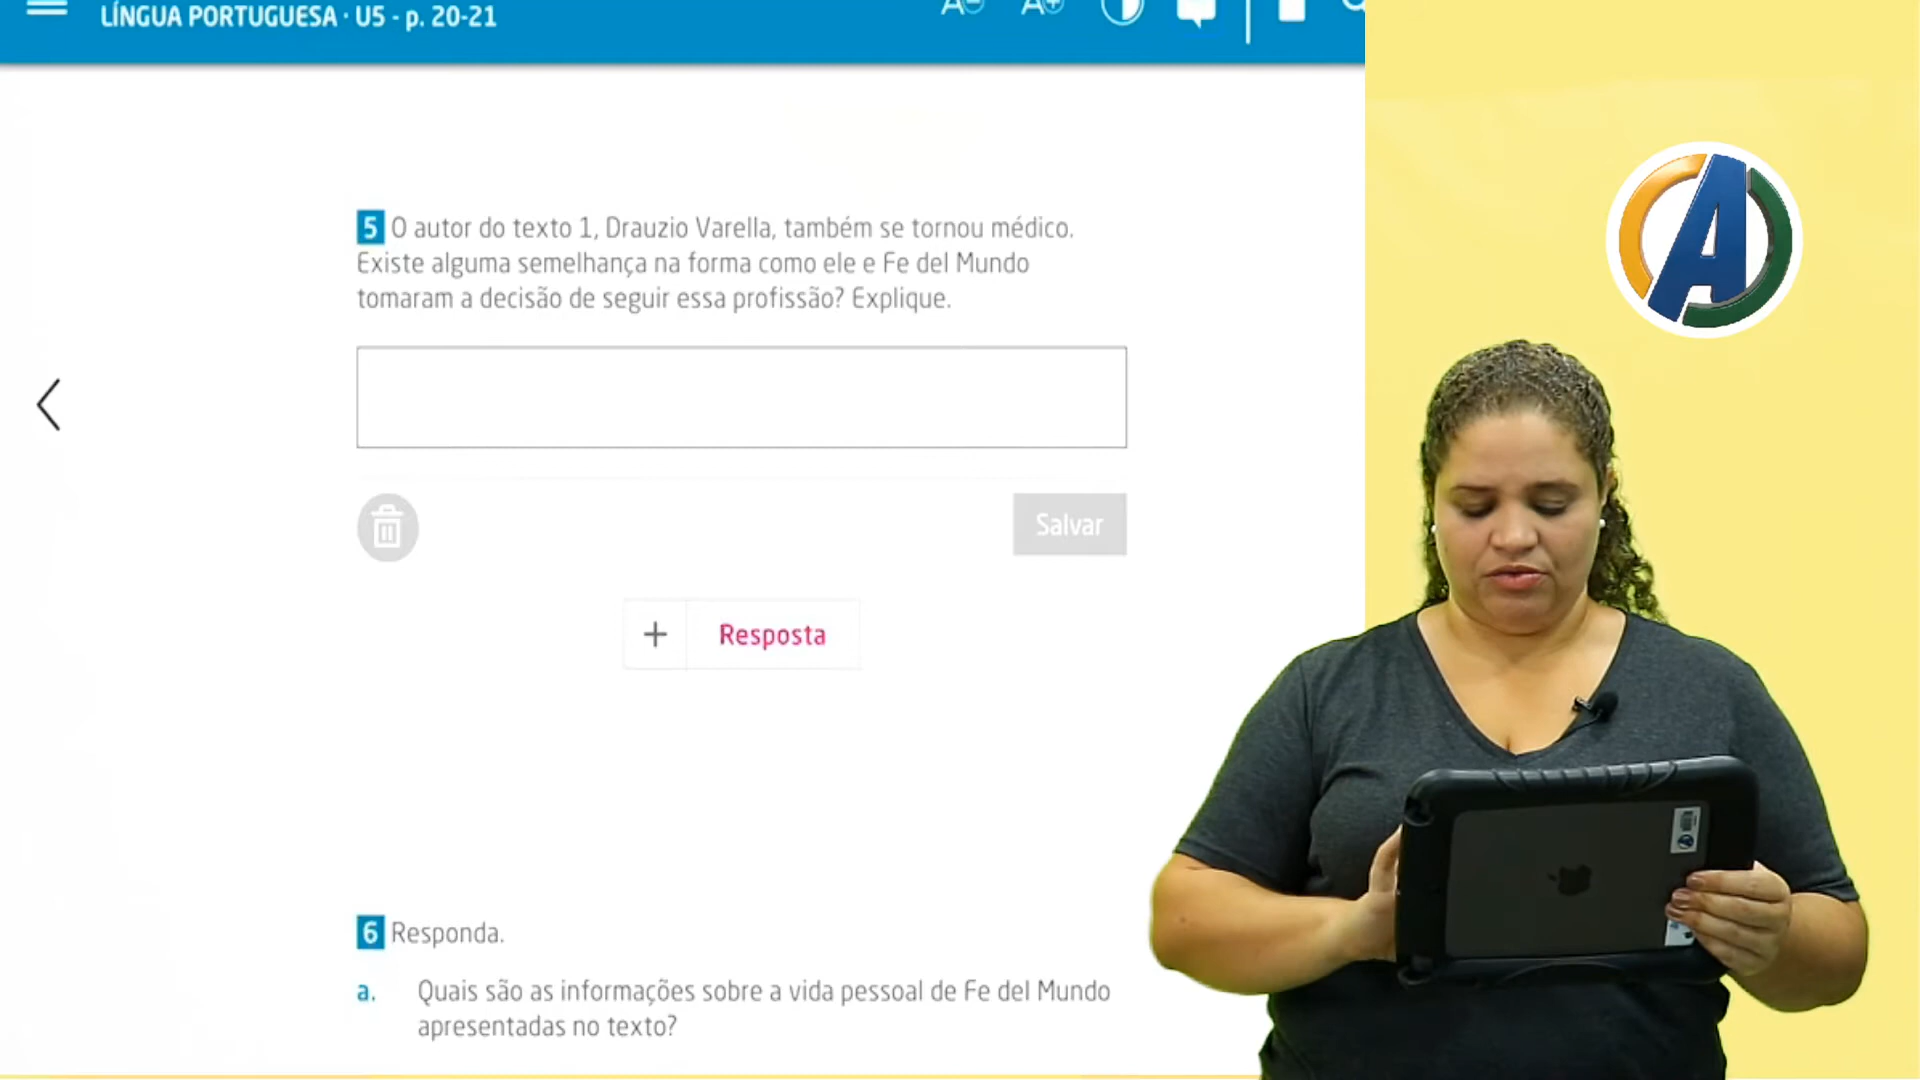 LÍNGUA PORTUGUESA · U5 - p. 20-21
A- A+
5 O autor do texto 1, Drauzio Varella, também se tornou médico.
Existe alguma semelhança na forma como ele e Fe del Mundo
tomaram a decisão de seguir essa profissão? Explique.
Salvar
+ Resposta
6 Responda.
a. Quais são as informações sobre a vida pessoal de Fe del Mundo
apresentadas no texto?
A